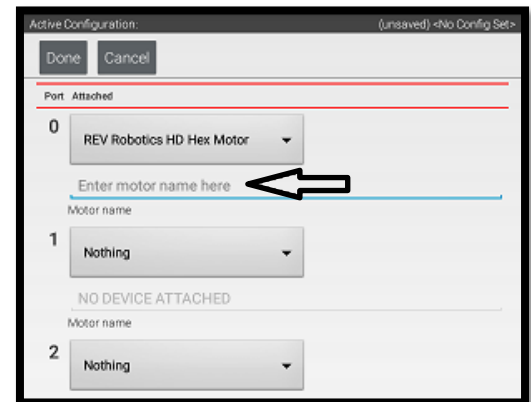 Active Configuration: (unsaved) <No Config Set>
Done Cancel
Port Attached
0
REV Robotics HD Hex Motor
Enter motor name here
Motor name
1
Nothing
NO DEVICE ATTACHED
Motor name
2
Nothing